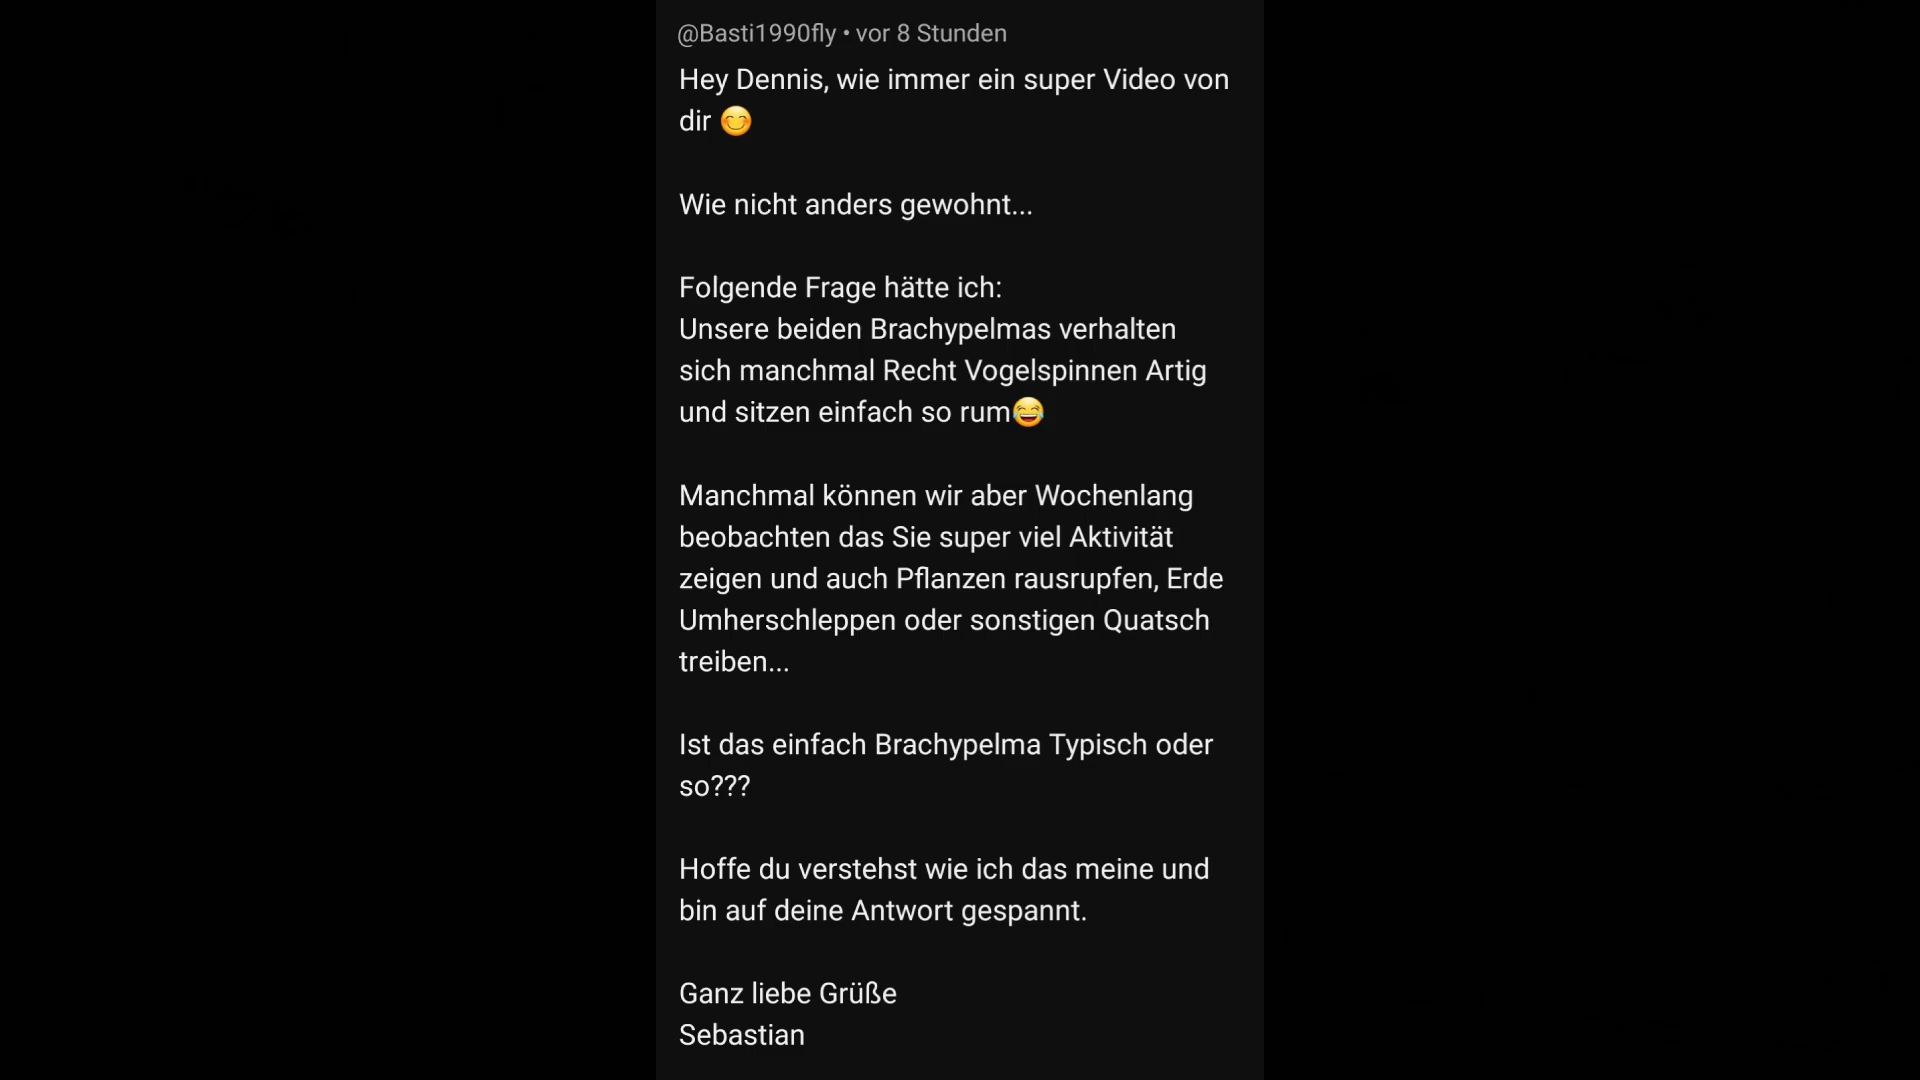 @Basti1990fly • vor 8 Stunden
Hey Dennis, wie immer ein super Video von
dir 😊
Wie nicht anders gewohnt...
Folgende Frage hätte ich:
Unsere beiden Brachypelmas verhalten
sich manchmal Recht Vogelspinnen Artig
und sitzen einfach so rum😂
Manchmal können wir aber Wochenlang
beobachten das Sie super viel Aktivität
zeigen und auch Pflanzen rausrupfen, Erde
Umherschleppen oder sonstigen Quatsch
treiben...
Ist das einfach Brachypelma Typisch oder
so???
Hoffe du verstehst wie ich das meine und
bin auf deine Antwort gespannt.
Ganz liebe Grüße
Sebastian